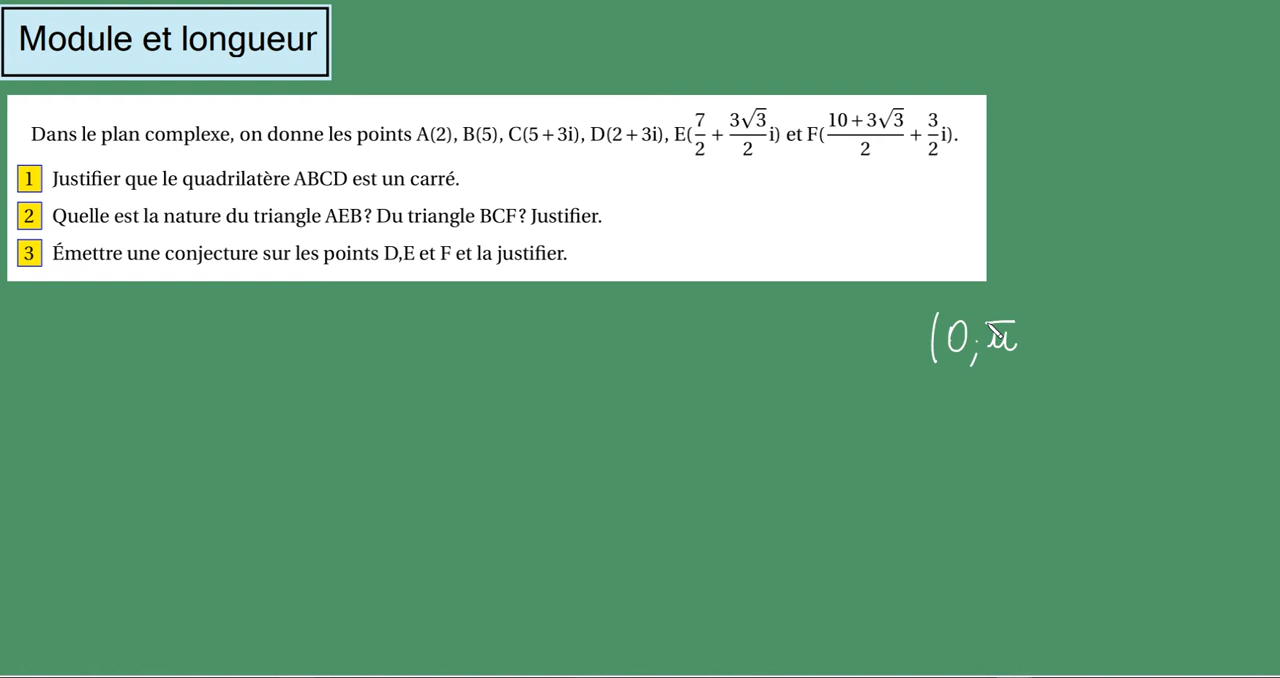 Module et longueur
Dans le plan complexe, on donne les points A(2), B(5), C(5+3i), D(2+3i), E(7/2 + 3√3/2 i) et F((10+3√3)/2 + 3/2 i).
1 Justifier que le quadrilatère ABCD est un carré.
2 Quelle est la nature du triangle AEB? Du triangle BCF? Justifier.
3 Émettre une conjecture sur les points D,E et F et la justifier.
(O; u̅